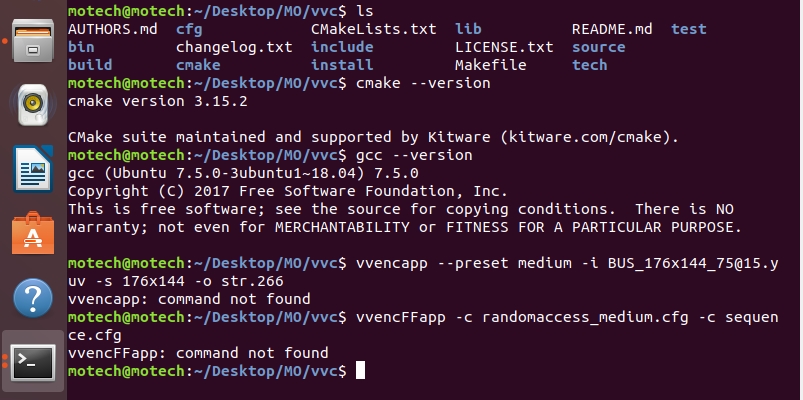 motech@motech:~/Desktop/MO/vvc$ ls
AUTHORS.md  cfg            CMakeLists.txt  lib          README.md  test
bin         changelog.txt  include         LICENSE.txt  source
build       cmake          install         Makefile     tech
motech@motech:~/Desktop/MO/vvc$ cmake --version
cmake version 3.15.2

CMake suite maintained and supported by Kitware (kitware.com/cmake).
motech@motech:~/Desktop/MO/vvc$ gcc --version
gcc (Ubuntu 7.5.0-3ubuntu1~18.04) 7.5.0
Copyright (C) 2017 Free Software Foundation, Inc.
This is free software; see the source for copying conditions.  There is NO
warranty; not even for MERCHANTABILITY or FITNESS FOR A PARTICULAR PURPOSE.

motech@motech:~/Desktop/MO/vvc$ vvencapp --preset medium -i BUS_176x144_75@15.y
uv -s 176x144 -o str.266
vvencapp: command not found
motech@motech:~/Desktop/MO/vvc$ vvencFFapp -c randomaccess_medium.cfg -c sequen
ce.cfg
vvencFFapp: command not found
motech@motech:~/Desktop/MO/vvc$